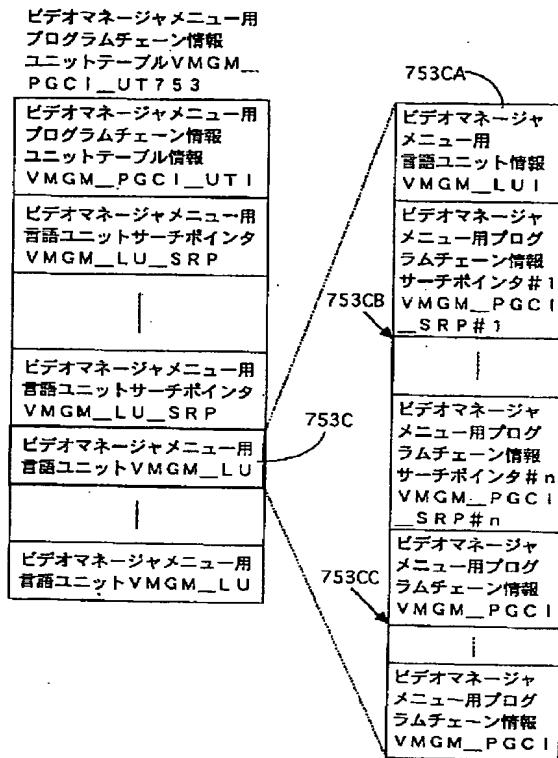 ビデオマネージャメニュー用
プログラムチェーン情報
ユニットテーブルVMGM__
PGCI__UT753
ビデオマネージャメニュー用
プログラムチェーン情報
ユニットテーブル情報
VMGM__PGCI__UTI
ビデオマネージャメニュー用
言語ユニットサーチポインタ
VMGM__LU__SRP
ビデオマネージャメニュー用
言語ユニットサーチポインタ
VMGM__LU__SRP
ビデオマネージャメニュー用
言語ユニットVMGM__LU
ビデオマネージャメニュー用
言語ユニットVMGM__LU
753C
753CA
ビデオマネージャ
メニュー用
言語ユニット情報
VMGM__LUI
ビデオマネージャ
メニュー用プログ
ラムチェーン情報
サーチポインタ#1
VMGM__PGCI
__SRP#1
753CB
ビデオマネージャ
メニュー用プログ
ラムチェーン情報
サーチポインタ#n
VMGM__PGCI
__SRP#n
ビデオマネージャ
メニュー用プログ
ラムチェーン情報
VMGM__PGCI
753CC
ビデオマネージャ
メニュー用プログ
ラムチェーン情報
VMGM__PGCI